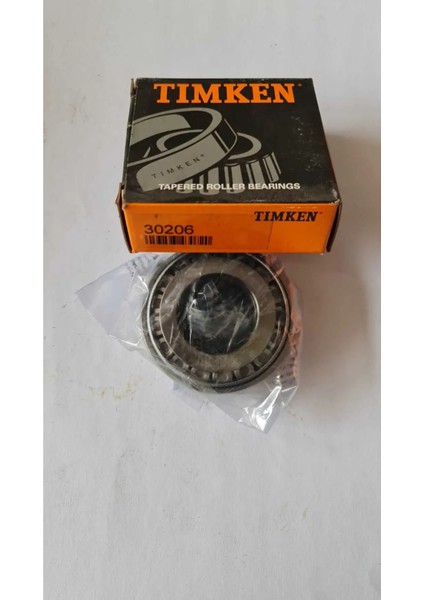 TIMKEN
TIMKEN
TAPERED ROLLER BEARINGS
TIMKEN
30206